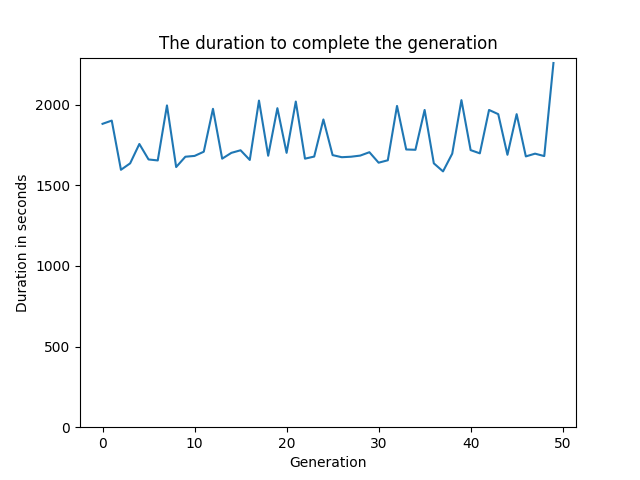 The duration to complete the generation
Duration in seconds
2000
1500
1000
500
0
0 10 20 30 40 50
Generation